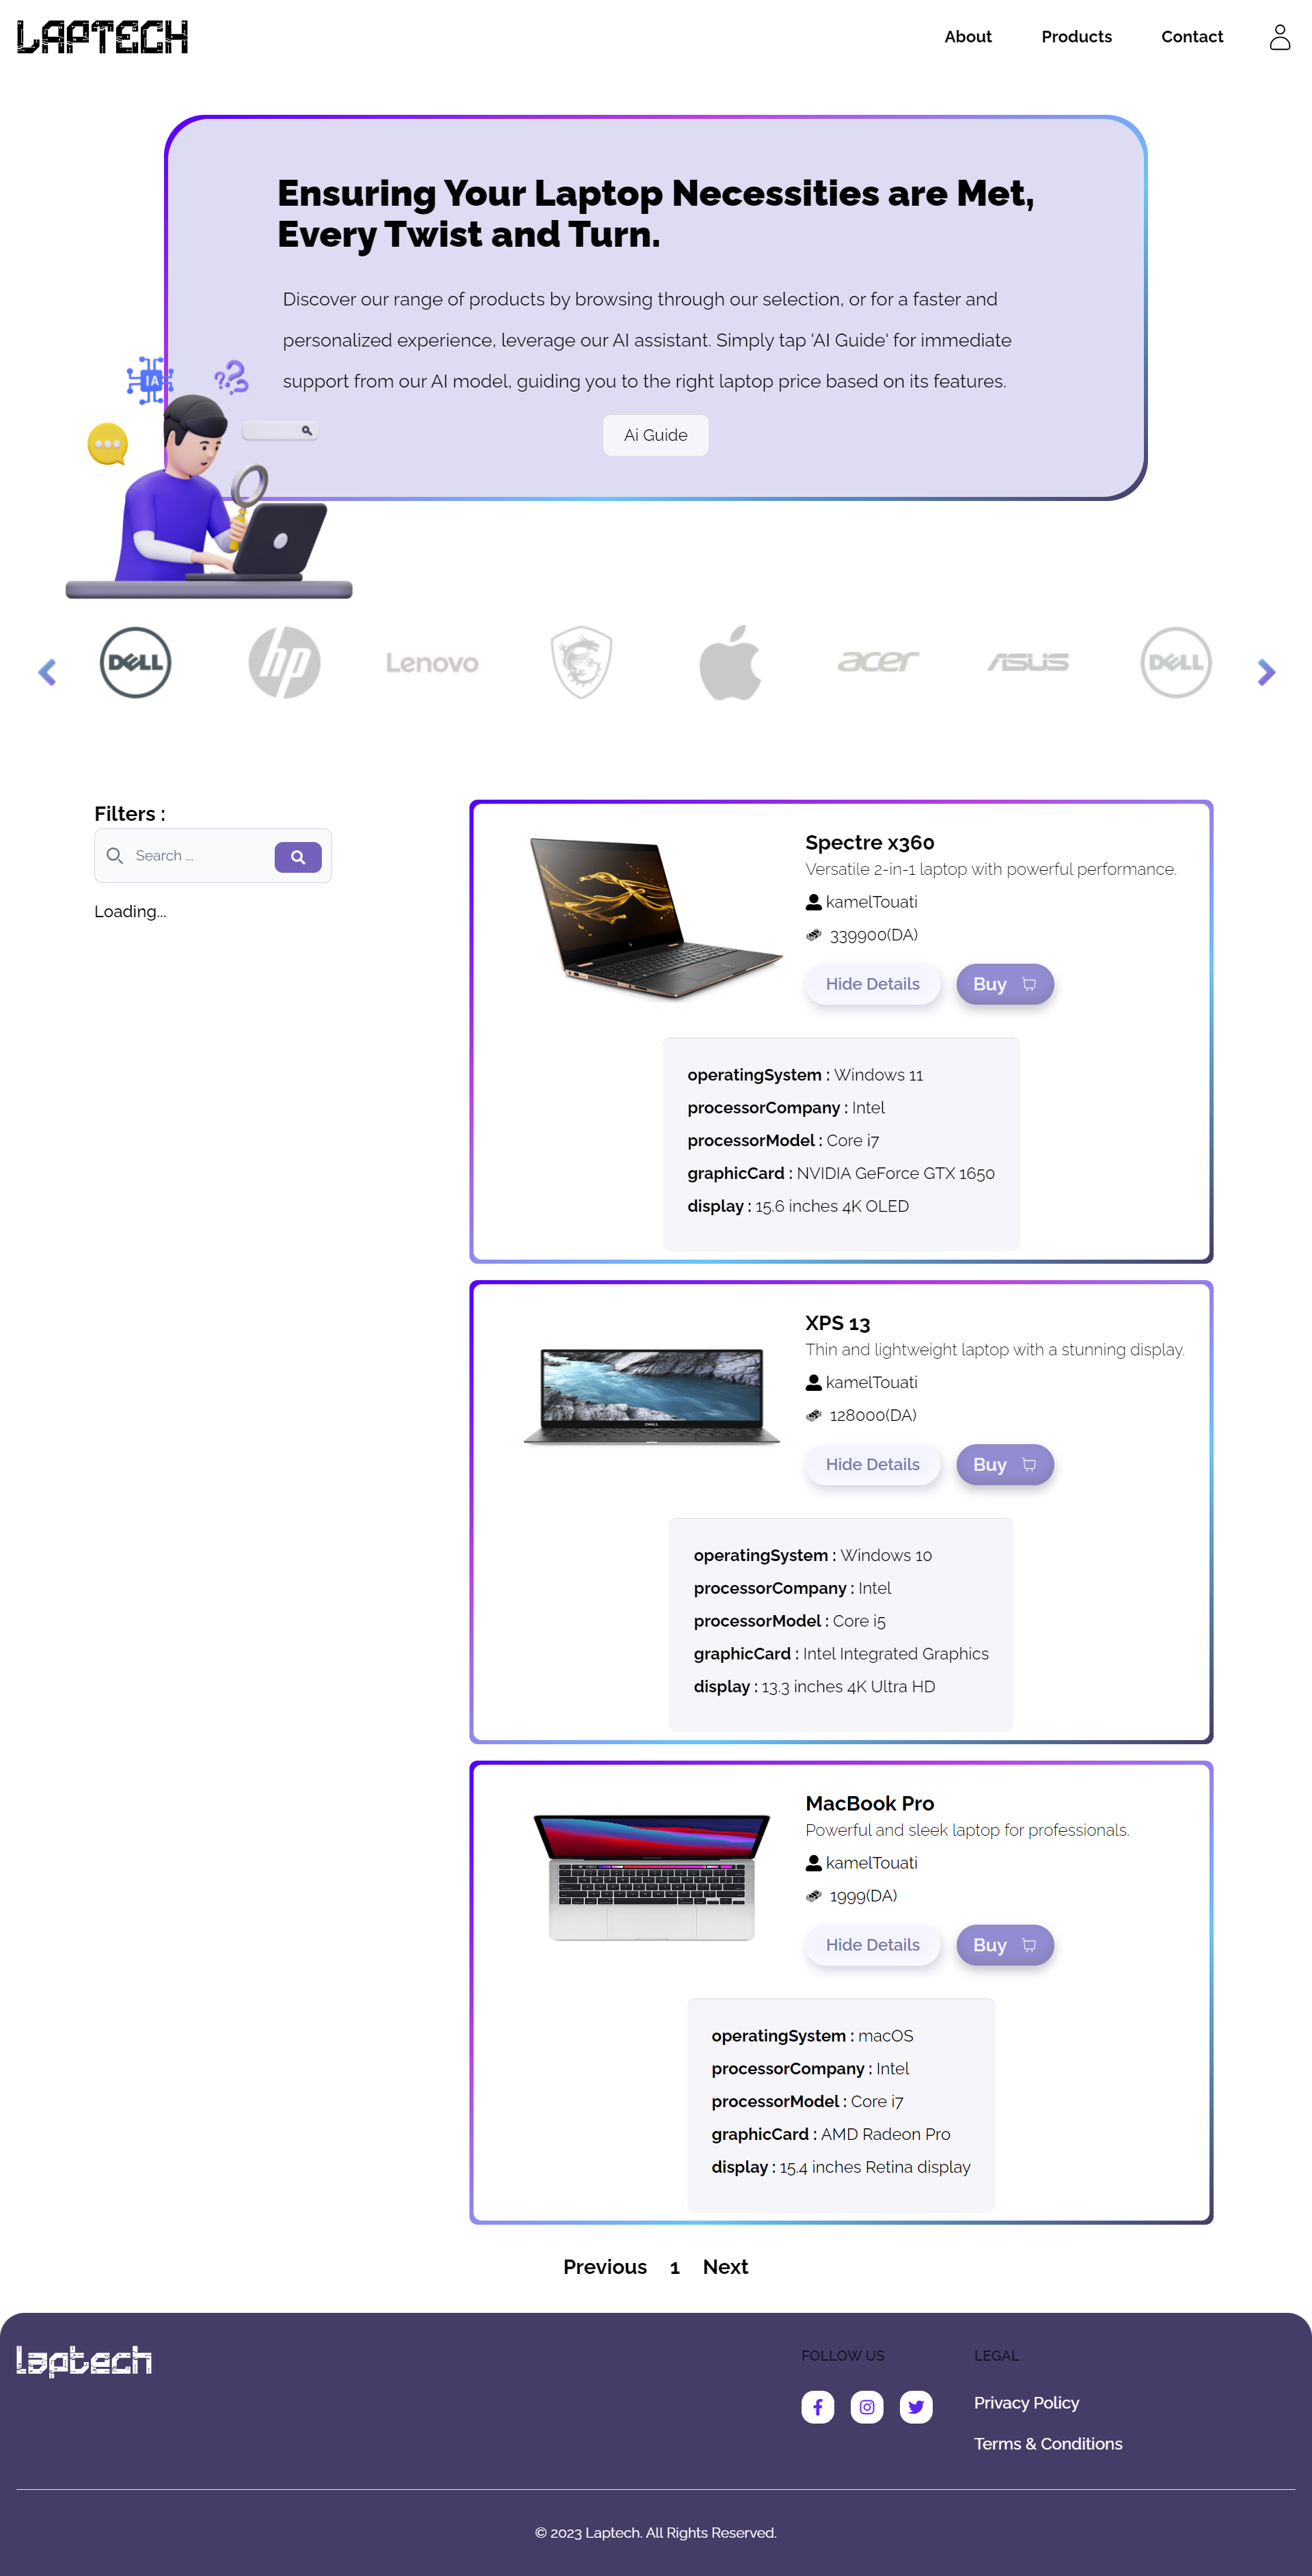 LAPTECH
About
Products
Contact
Ensuring Your Laptop Necessities are Met,
Every Twist and Turn.
Discover our range of products by browsing through our selection, or for a faster and
personalized experience, leverage our AI assistant. Simply tap 'AI Guide' for immediate
support from our AI model, guiding you to the right laptop price based on its features.
Ai Guide
IA
DELL
hp
Lenovo
acer
ASUS
DELL
Filters :
Search ...
Loading...
Spectre x360
Versatile 2-in-1 laptop with powerful performance.
kamelTouati
339900(DA)
Hide Details
Buy
operatingSystem : Windows 11
processorCompany : Intel
processorModel : Core i7
graphicCard : NVIDIA GeForce GTX 1650
display : 15.6 inches 4K OLED
XPS 13
Thin and lightweight laptop with a stunning display.
kamelTouati
128000(DA)
Hide Details
Buy
operatingSystem : Windows 10
processorCompany : Intel
processorModel : Core i5
graphicCard : Intel Integrated Graphics
display : 13.3 inches 4K Ultra HD
MacBook Pro
Powerful and sleek laptop for professionals.
kamelTouati
1999(DA)
Hide Details
Buy
operatingSystem : macOS
processorCompany : Intel
processorModel : Core i7
graphicCard : AMD Radeon Pro
display : 15.4 inches Retina display
Previous
1
Next
laptech
FOLLOW US
LEGAL
Privacy Policy
Terms & Conditions
© 2023 Laptech. All Rights Reserved.